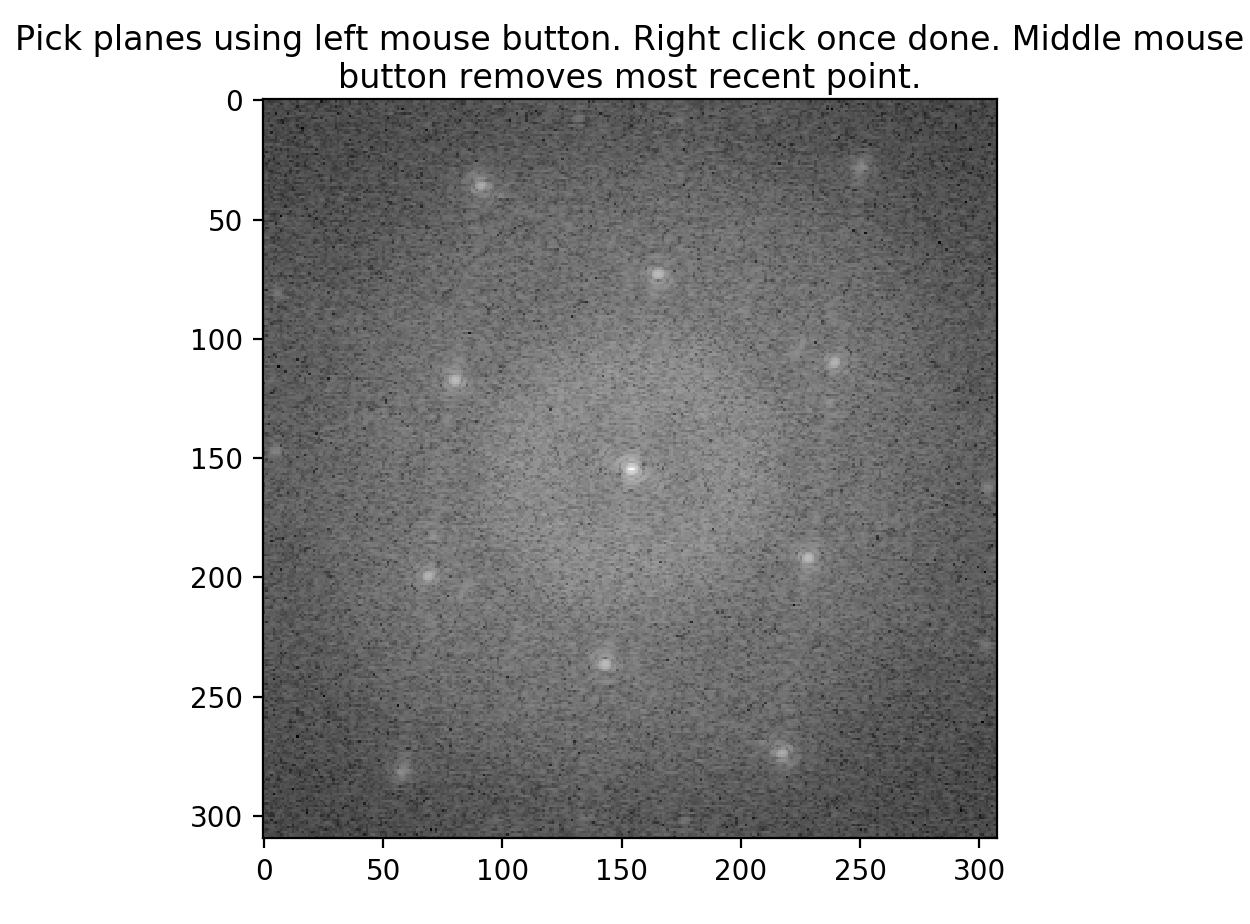 Pick planes using left mouse button. Right click once done. Middle mouse
button removes most recent point.
0
50
100
150
200
250
300
0 50 100 150 200 250 300